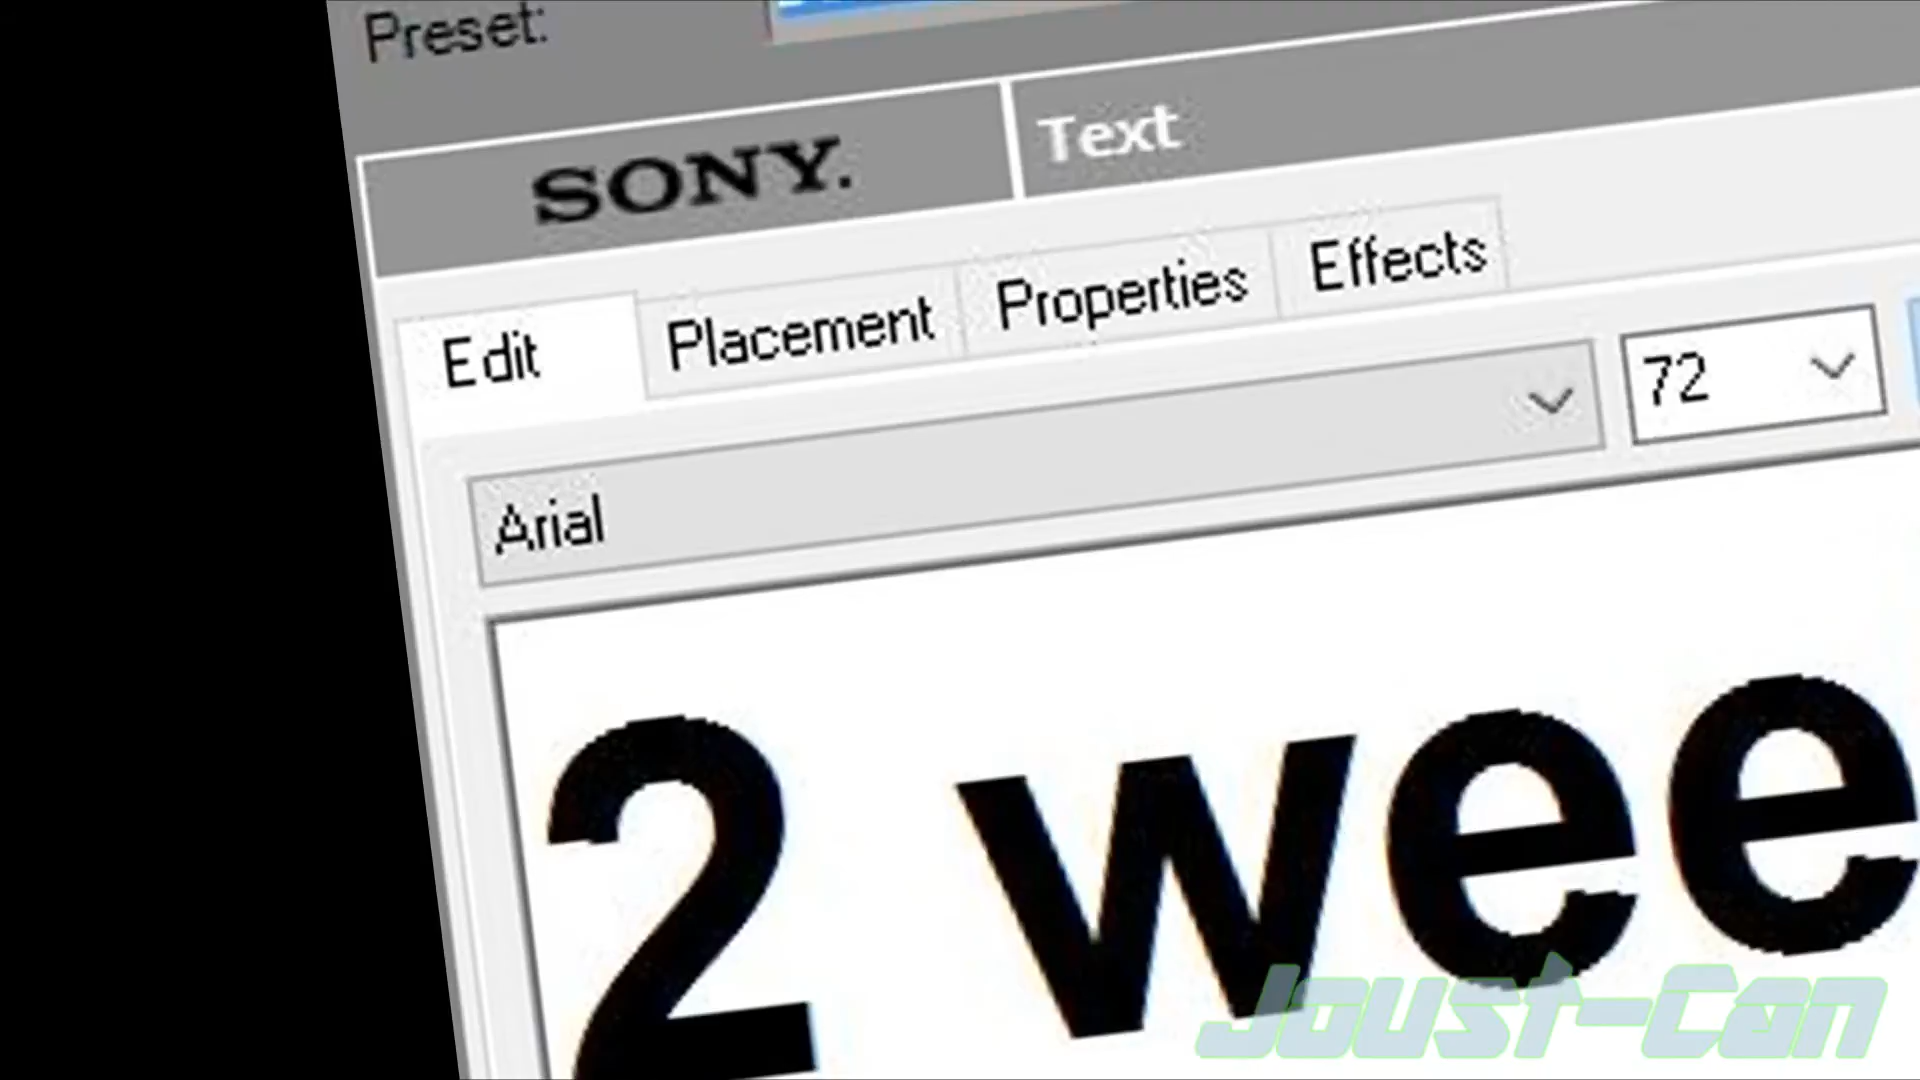 Preset:
SONY. Text
Edit Placement Properties Effects
Arial 72
2 wee
Joust-Can